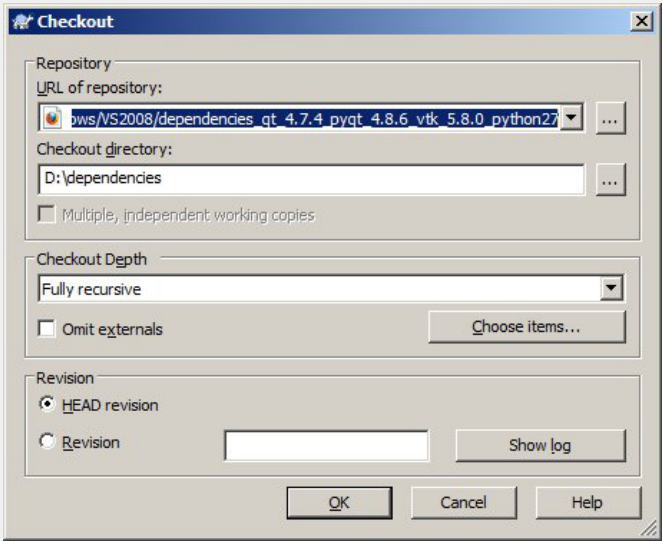 Checkout
Repository
URL of repository:
ows/VS2008/dependencies_qt_4.7.4_pyqt_4.8.6_vtk_5.8.0_python27
...
Checkout directory:
D:\dependencies
...
Multiple, independent working copies
Checkout Depth
Fully recursive
Omit externals
Choose items...
Revision
HEAD revision
Revision
Show log
OK
Cancel
Help